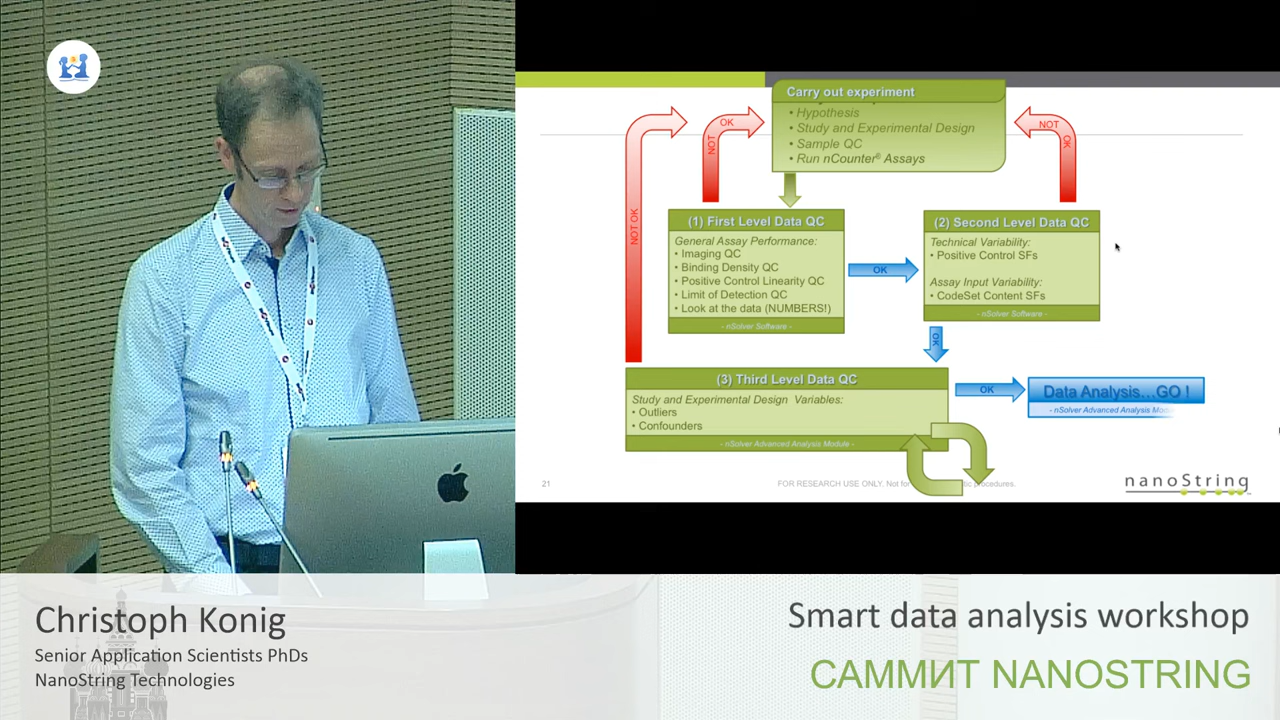 Carry out experiment
• Hypothesis
• Study and Experimental Design
• Sample QC
• Run nCounter® Assays
NOT OK
NOT OK
NOT OK
(1) First Level Data QC
General Assay Performance:
• Imaging QC
• Binding Density QC
• Positive Control Linearity QC
• Limit of Detection QC
• Look at the data (NUMBERS!)
- nSolver Software -
OK
(2) Second Level Data QC
Technical Variability:
• Positive Control SFs
Assay Input Variability:
• CodeSet Content SFs
- nSolver Software -
OK
(3) Third Level Data QC
Study and Experimental Design Variables:
• Outliers
• Confounders
- nSolver Advanced Analysis Module -
OK
Data Analysis...GO !
- nSolver Advanced Analysis
21
FOR RESEARCH USE ONLY. Not for procedures.
nanoString
Christoph Konig
Senior Application Scientists PhDs
NanoString Technologies
Smart data analysis workshop
САММИТ NANOSTRING